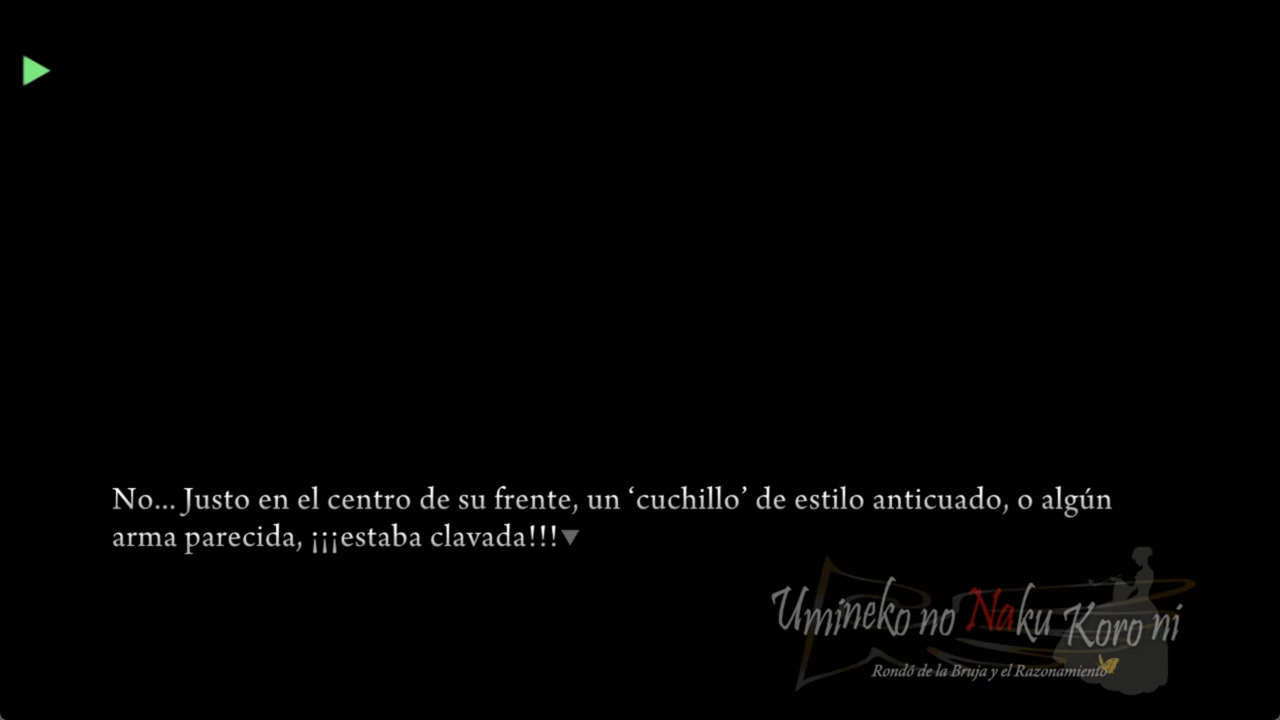 No... Justo en el centro de su frente, un ‘cuchillo’ de estilo anticuado, o algún
arma parecida, ¡¡¡estaba clavada!!!
Umineko no Naku Koro ni
Rondó de la Bruja y el Razonamiento